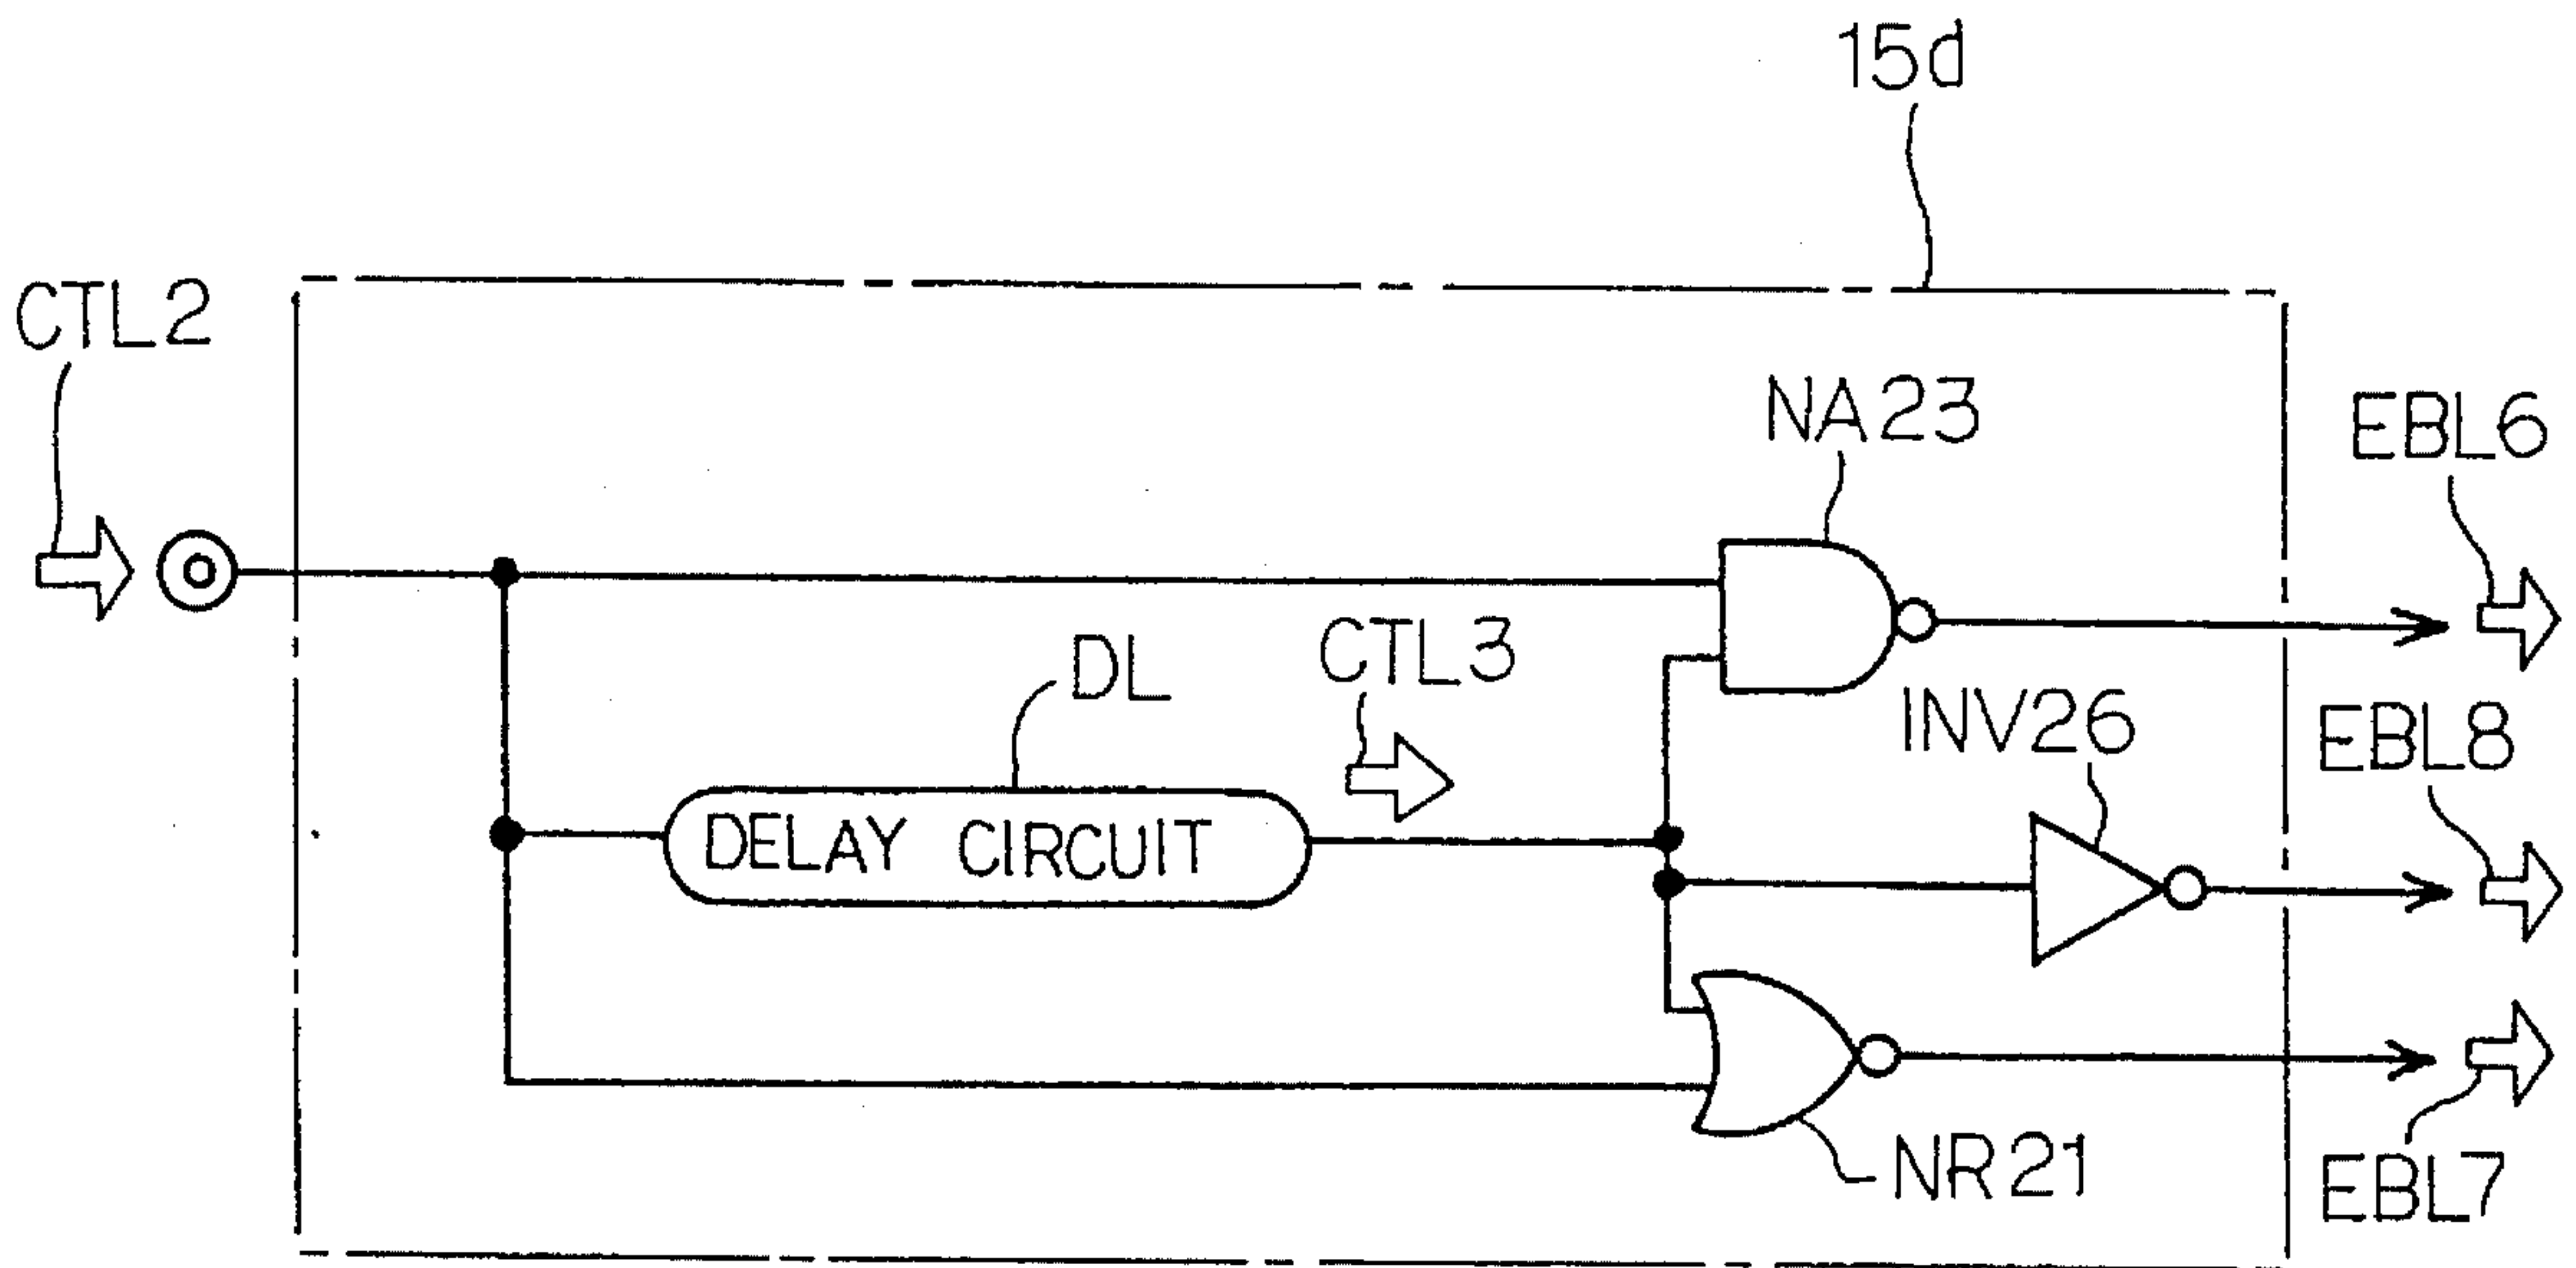 15d
CTL2
NA23
EBL6
DL
CTL3
INV26
EBL8
DELAY CIRCUIT
NR21
EBL7